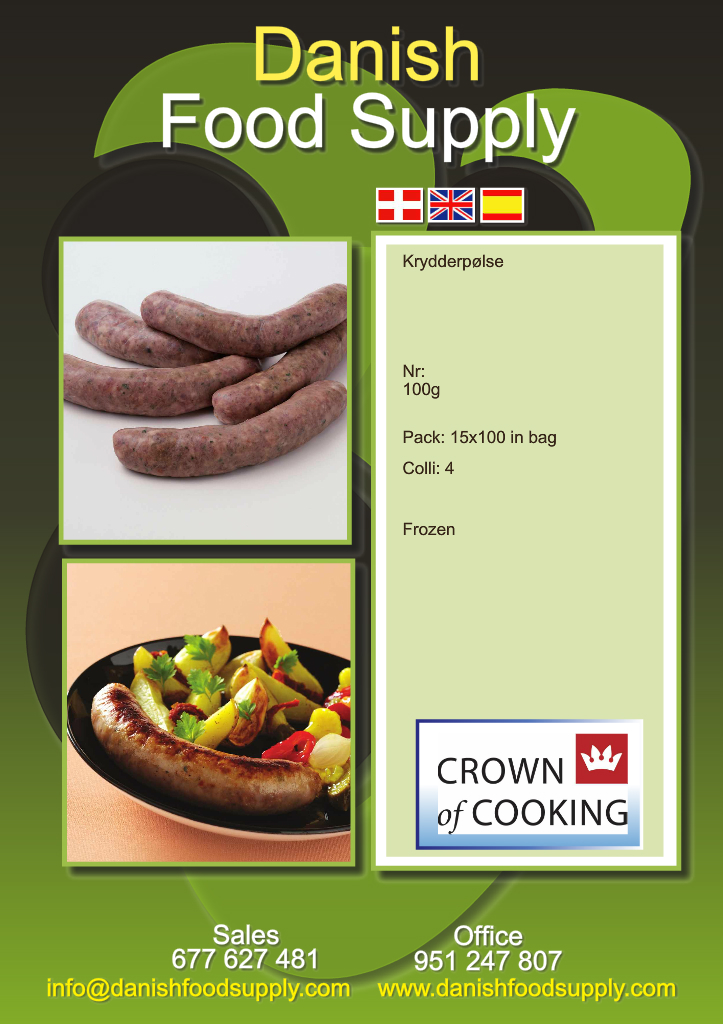 Danish
Food Supply
Krydderpølse
Nr:
100g
Pack: 15x100 in bag
Colli: 4
Frozen
CROWN
of COOKING
Sales
677 627 481
info@danishfoodsupply.com
Office
951 247 807
www.danishfoodsupply.com